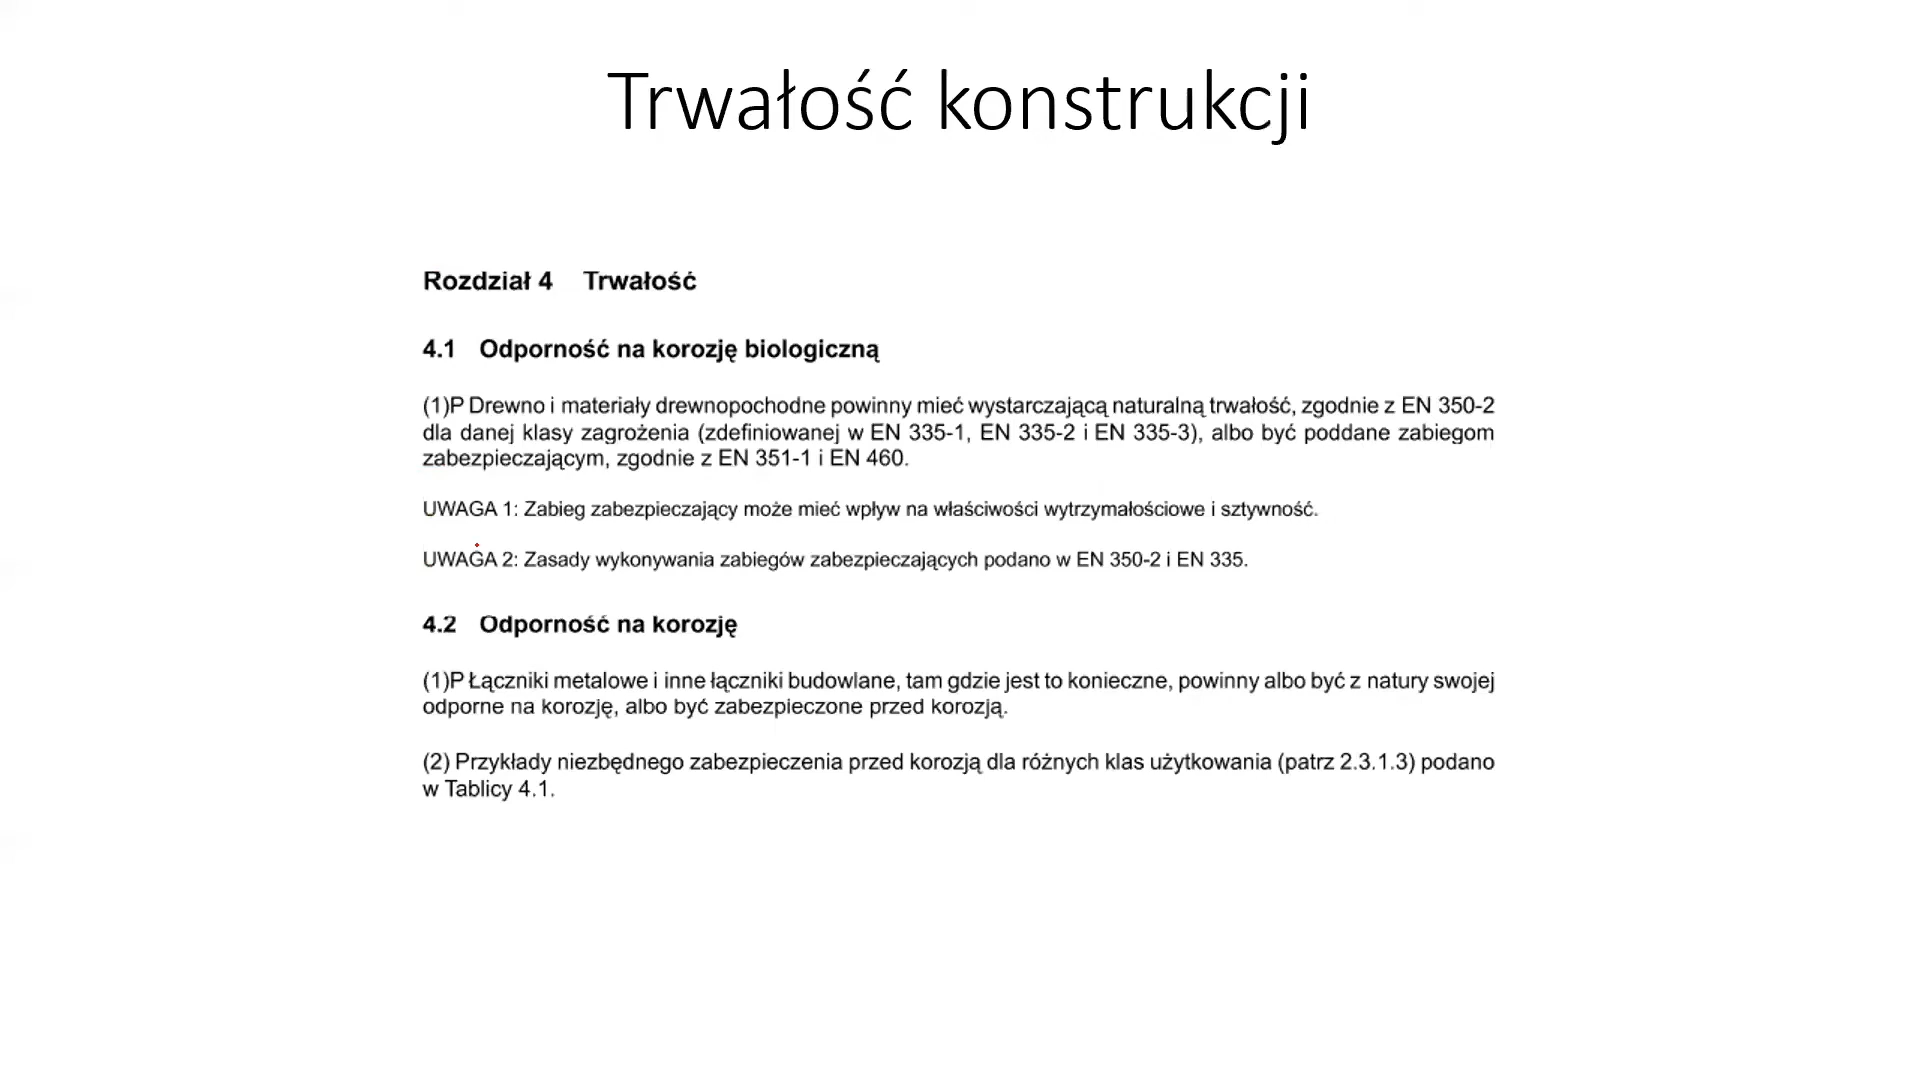 Trwałość konstrukcji
Rozdział 4 Trwałość
4.1 Odporność na korozję biologiczną
(1)P Drewno i materiały drewnopochodne powinny mieć wystarczającą naturalną trwałość, zgodnie z EN 350-2
dla danej klasy zagrożenia (zdefiniowanej w EN 335-1, EN 335-2 i EN 335-3), albo być poddane zabiegom
zabezpieczającym, zgodnie z EN 351-1 i EN 460.
UWAGA 1: Zabieg zabezpieczający może mieć wpływ na właściwości wytrzymałościowe i sztywność.
UWAGA 2: Zasady wykonywania zabiegów zabezpieczających podano w EN 350-2 i EN 335.
4.2 Odporność na korozję
(1)P Łączniki metalowe i inne łączniki budowlane, tam gdzie jest to konieczne, powinny albo być z natury swojej
odporne na korozję, albo być zabezpieczone przed korozją.
(2) Przykłady niezbędnego zabezpieczenia przed korozją dla różnych klas użytkowania (patrz 2.3.1.3) podano
w Tablicy 4.1.